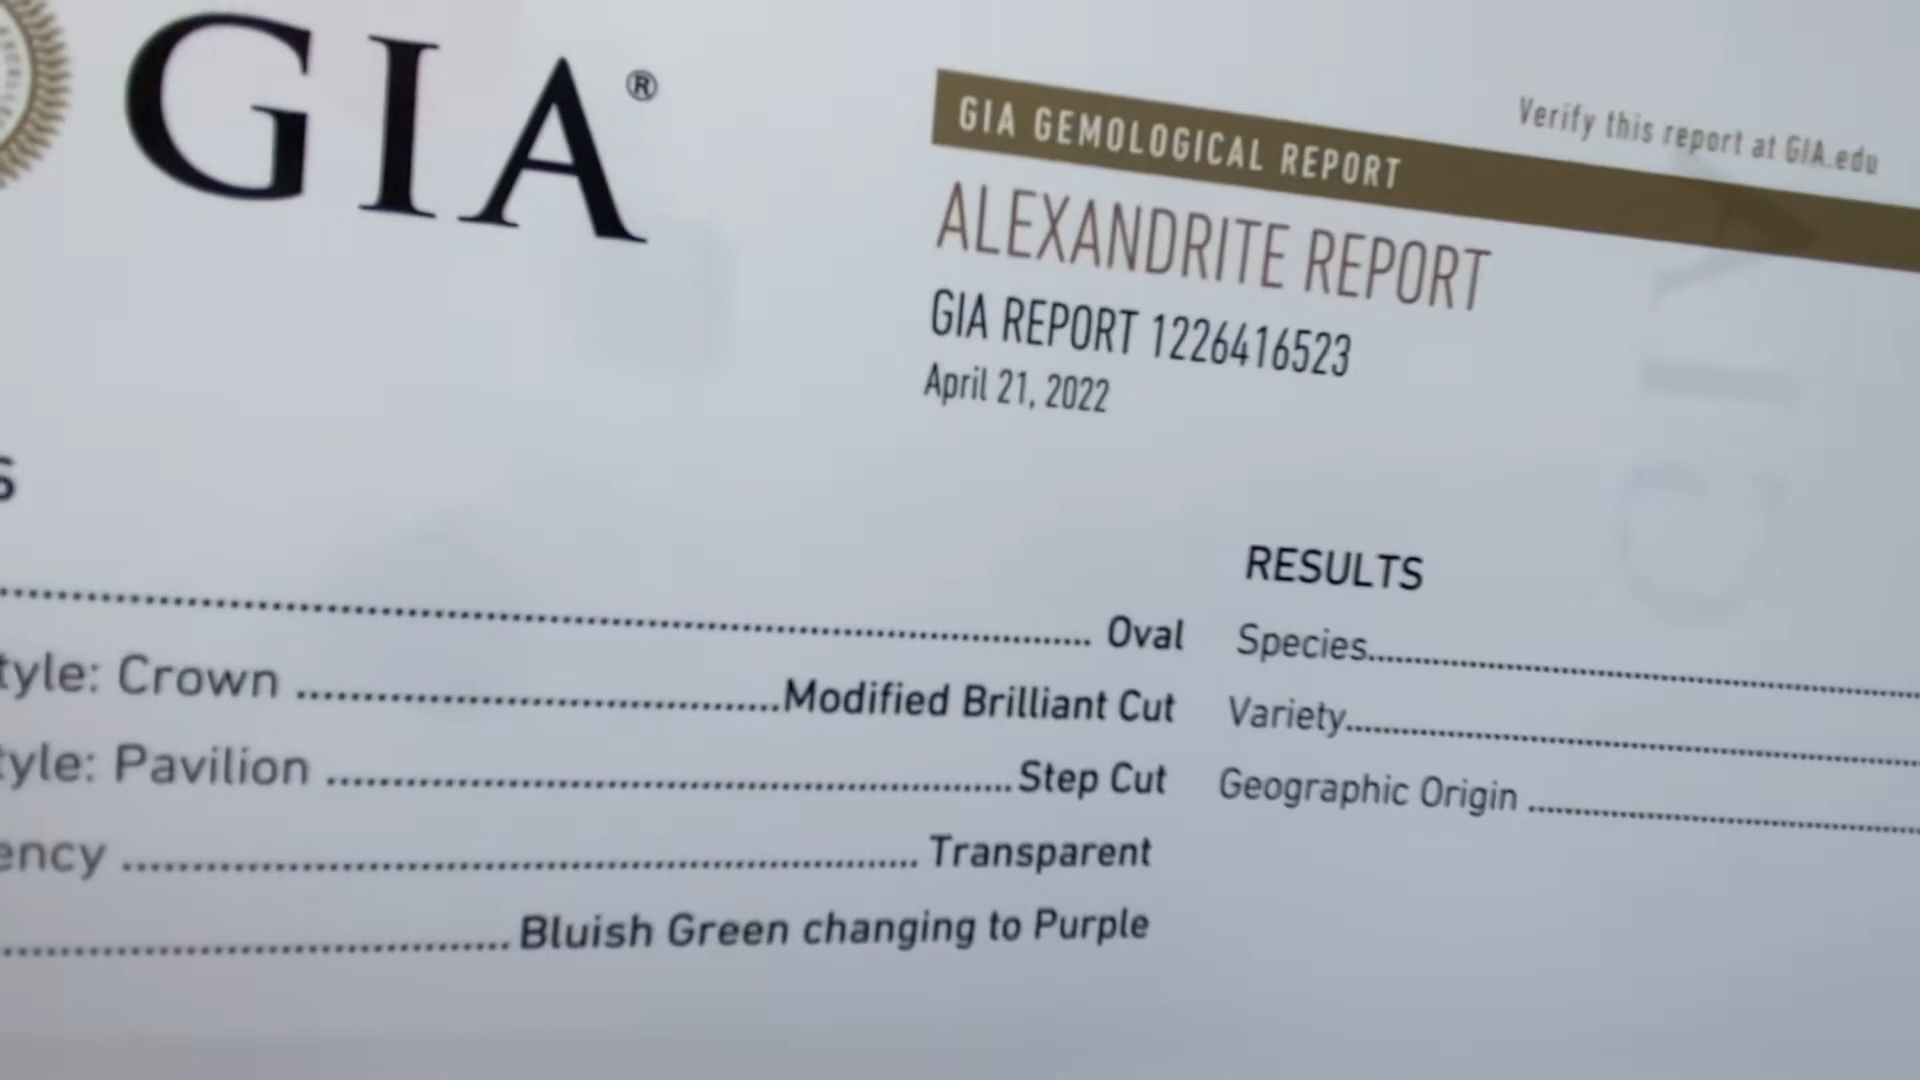 GIA®
Verify this report at GIA.edu
GIA GEMOLOGICAL REPORT
ALEXANDRITE REPORT
GIA REPORT 1226416523
April 21, 2022
S
.......... Oval
tyle: Crown ..........Modified Brilliant Cut
tyle: Pavilion ..........Step Cut
ency .......... Transparent
..........Bluish Green changing to Purple
RESULTS
Species..........
Variety..........
Geographic Origin ..........